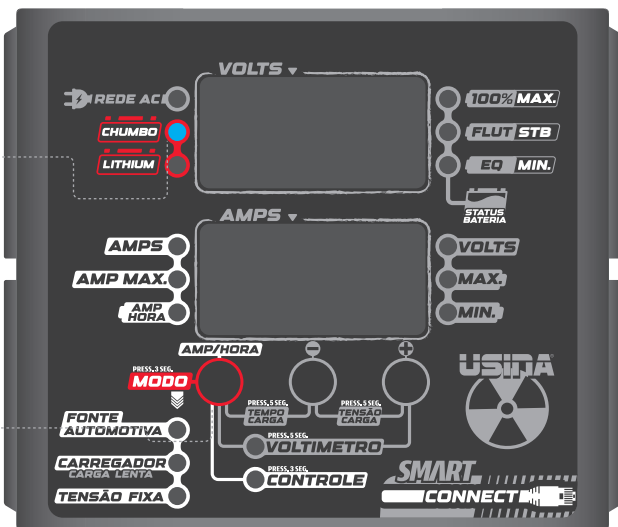 VOLTS
REDE AC
100% MAX.
CHUMBO
FLUT STB
LITHIUM
EQ MIN.
STATUS
BATERIA
AMPS
AMPS
VOLTS
AMP MAX.
MAX.
AMP
HORA
MIN.
AMP/HORA
PRESS. 3 SEG.
MODO
USINA
PRESS. 5 SEG.
TEMPO
CARGA
PRESS. 5 SEG.
TENSÃO
CARGA
FONTE
AUTOMOTIVA
PRESS. 5 SEG.
VOLTIMETRO
CARREGADOR
CARGA LENTA
PRESS. 3 SEG.
CONTROLE
TENSÃO FIXA
SMART
CONNECT